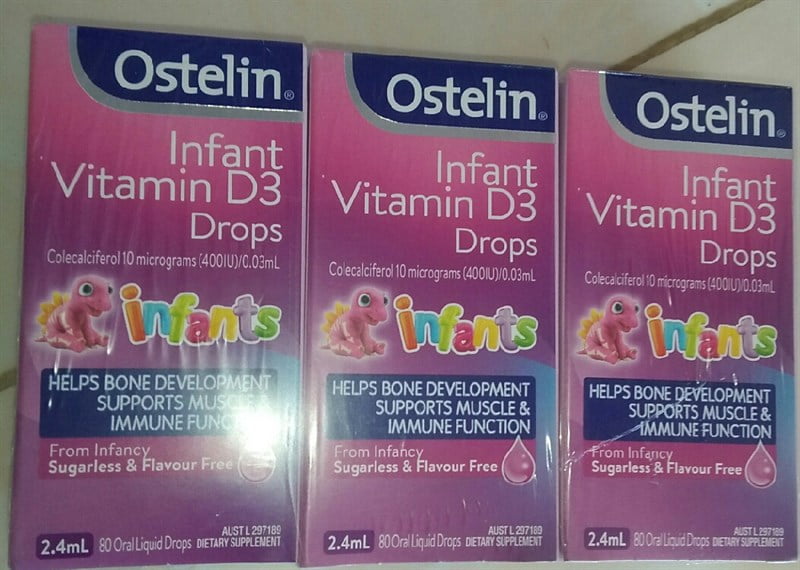 Ostelin®
Infant
Vitamin D3
Drops
Colecalciferol 10 micrograms (400IU)/0.03mL
infants
HELPS BONE DEVELOPMENT
SUPPORTS MUSCLE &
IMMUNE FUNCTION
From Infancy
Sugarless & Flavour Free
2.4mL
80 Oral Liquid Drops
AUST L 297189
DIETARY SUPPLEMENT
Ostelin®
Infant
Vitamin D3
Drops
Colecalciferol 10 micrograms (400IU)/0.03mL
infants
HELPS BONE DEVELOPMENT
SUPPORTS MUSCLE &
IMMUNE FUNCTION
From Infancy
Sugarless & Flavour Free
2.4mL
80 Oral Liquid Drops
AUST L 297189
DIETARY SUPPLEMENT
Ostelin®
Infant
Vitamin D3
Drops
Colecalciferol 10 micrograms (400IU)/0.03mL
infants
HELPS BONE DEVELOPMENT
SUPPORTS MUSCLE &
IMMUNE FUNCTION
From Infancy
Sugarless & Flavour Free
2.4mL
80 Oral Liquid Drops
AUST L 297189
DIETARY SUPPLEMENT